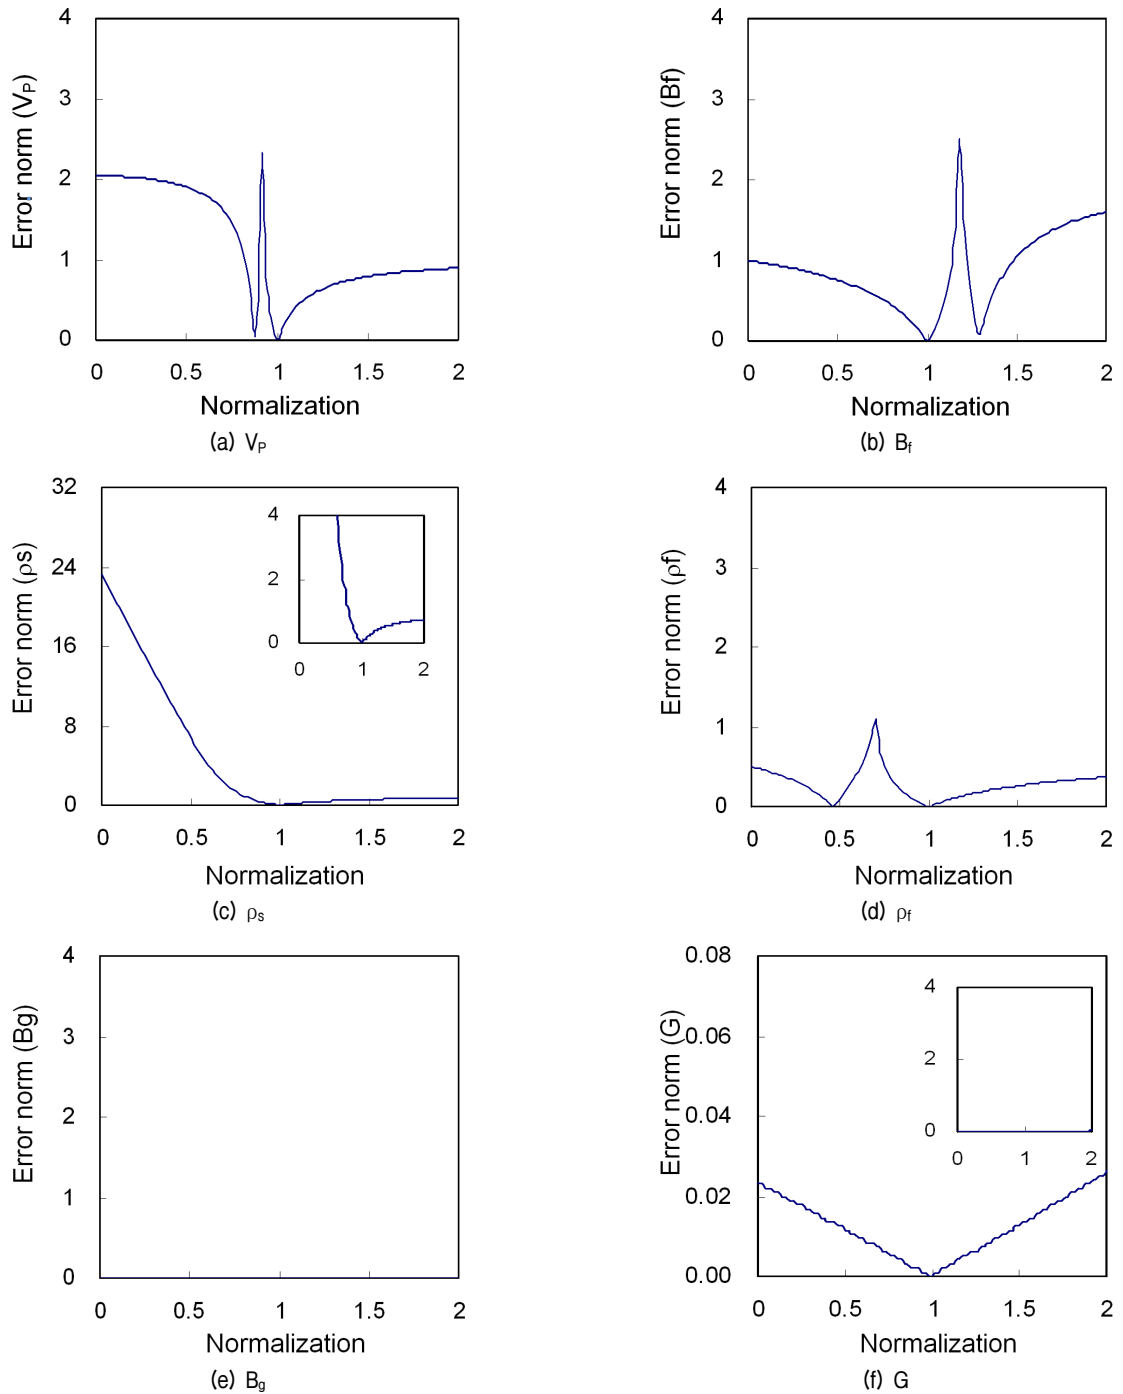 4
3
2
1
0
Error norm (VP)
0 0.5 1 1.5 2
Normalization
(a) VP
4
3
2
1
0
Error norm (Bf)
0 0.5 1 1.5 2
Normalization
(b) Bf
32
24
16
8
0
Error norm (ρs)
4
2
0
0 1 2
0 0.5 1 1.5 2
Normalization
(c) ρs
4
3
2
1
0
Error norm (ρf)
0 0.5 1 1.5 2
Normalization
(d) ρf
4
3
2
1
0
Error norm (Bg)
0 0.5 1 1.5 2
Normalization
(e) Bg
0.08
0.06
0.04
0.02
0.00
Error norm (G)
4
2
0
0 1 2
0 0.5 1 1.5 2
Normalization
(f) G